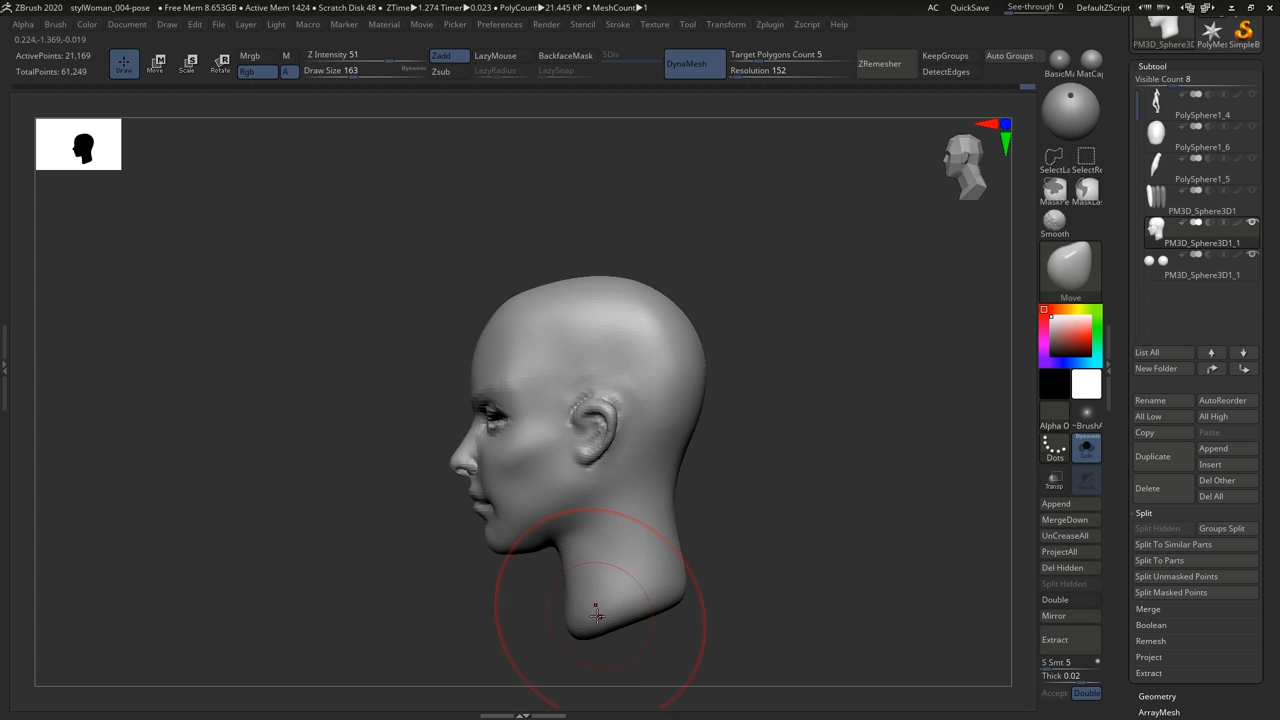 ZBrush 2020 stylWoman_004-pose • Free Mem 8.653GB • Active Mem 1424 • Scratch Disk 48 • ZTime▶1.274 Timer▶0.023 • PolyCount▶21.445 KP • MeshCount▶1 AC QuickSave See-through 0 DefaultZScript
Alpha Brush Color Document Draw Edit File Layer Light Macro Marker Material Movie Picker Preferences Render Stencil Stroke Texture Tool Transform Zplugin Zscript
0.224,-1.369,-0.019
ActivePoints: 21,169
TotalPoints: 61,249
Draw
Move
Scale
Rotate
Mrgb M
Rgb A
Z Intensity 51
Draw Size 163 Dynamic
Zadd
Zsub
LazyMouse
LazyRadius
BackfaceMask
LazySnap
SDiv
DynaMesh
Target Polygons Count 5
Resolution 152
ZRemesher
KeepGroups
DetectEdges
Auto Groups
BasicMa MatCap
SelectLa SelectRe
MaskPe MaskLas
Smooth
Move
Alpha O ~BrushA
Dots
Dynamic
Solo
Transp
Append
MergeDown
UnCreaseAll
ProjectAll
Del Hidden
Split Hidden
Double
Mirror
Extract
S Smt 5
Thick 0.02
Accept Double
PM3D_Sphere3D PolyMes SimpleB
Subtool
Visible Count 8
PolySphere1_4
PolySphere1_6
PolySphere1_5
PM3D_Sphere3D1
PM3D_Sphere3D1_1
PM3D_Sphere3D1_1
List All
New Folder
Rename AutoReorder
All Low All High
Copy Paste
Duplicate Append
Insert
Delete Del Other
Del All
Split
Split Hidden Groups Split
Split To Similar Parts
Split To Parts
Split Unmasked Points
Split Masked Points
Merge
Boolean
Remesh
Project
Extract
Geometry
ArrayMesh